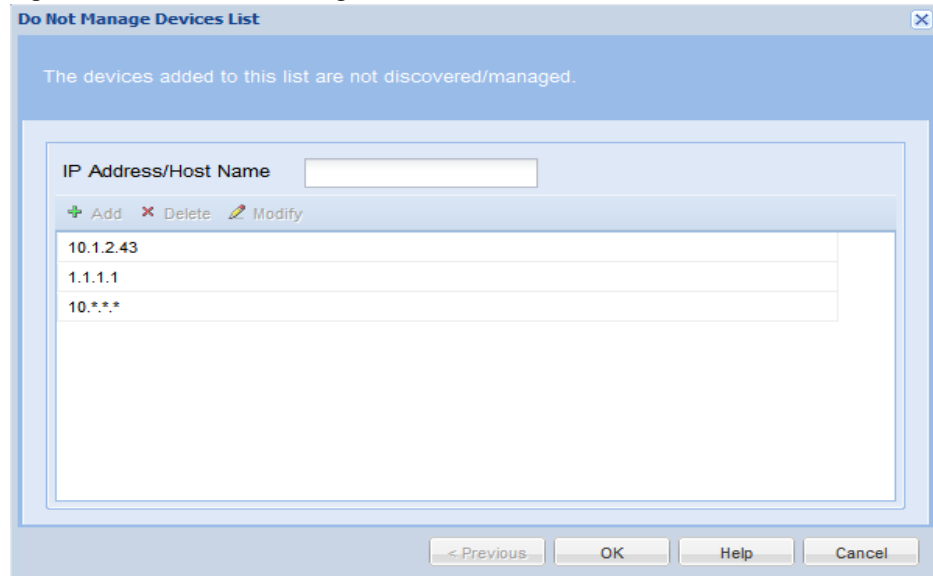 Do Not Manage Devices List
The devices added to this list are not discovered/managed.
IP Address/Host Name
Add Delete Modify
10.1.2.43
1.1.1.1
10.*.*.*
< Previous OK Help Cancel